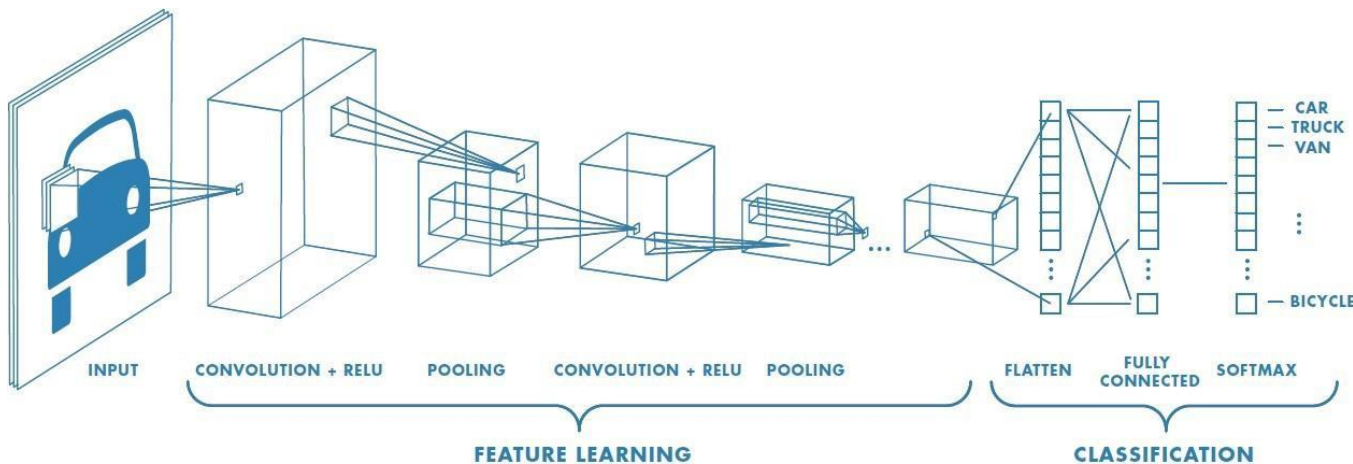 CAR
TRUCK
VAN
BICYCLE
INPUT
CONVOLUTION + RELU
POOLING
CONVOLUTION + RELU
POOLING
FLATTEN
FULLY
CONNECTED
SOFTMAX
FEATURE LEARNING
CLASSIFICATION